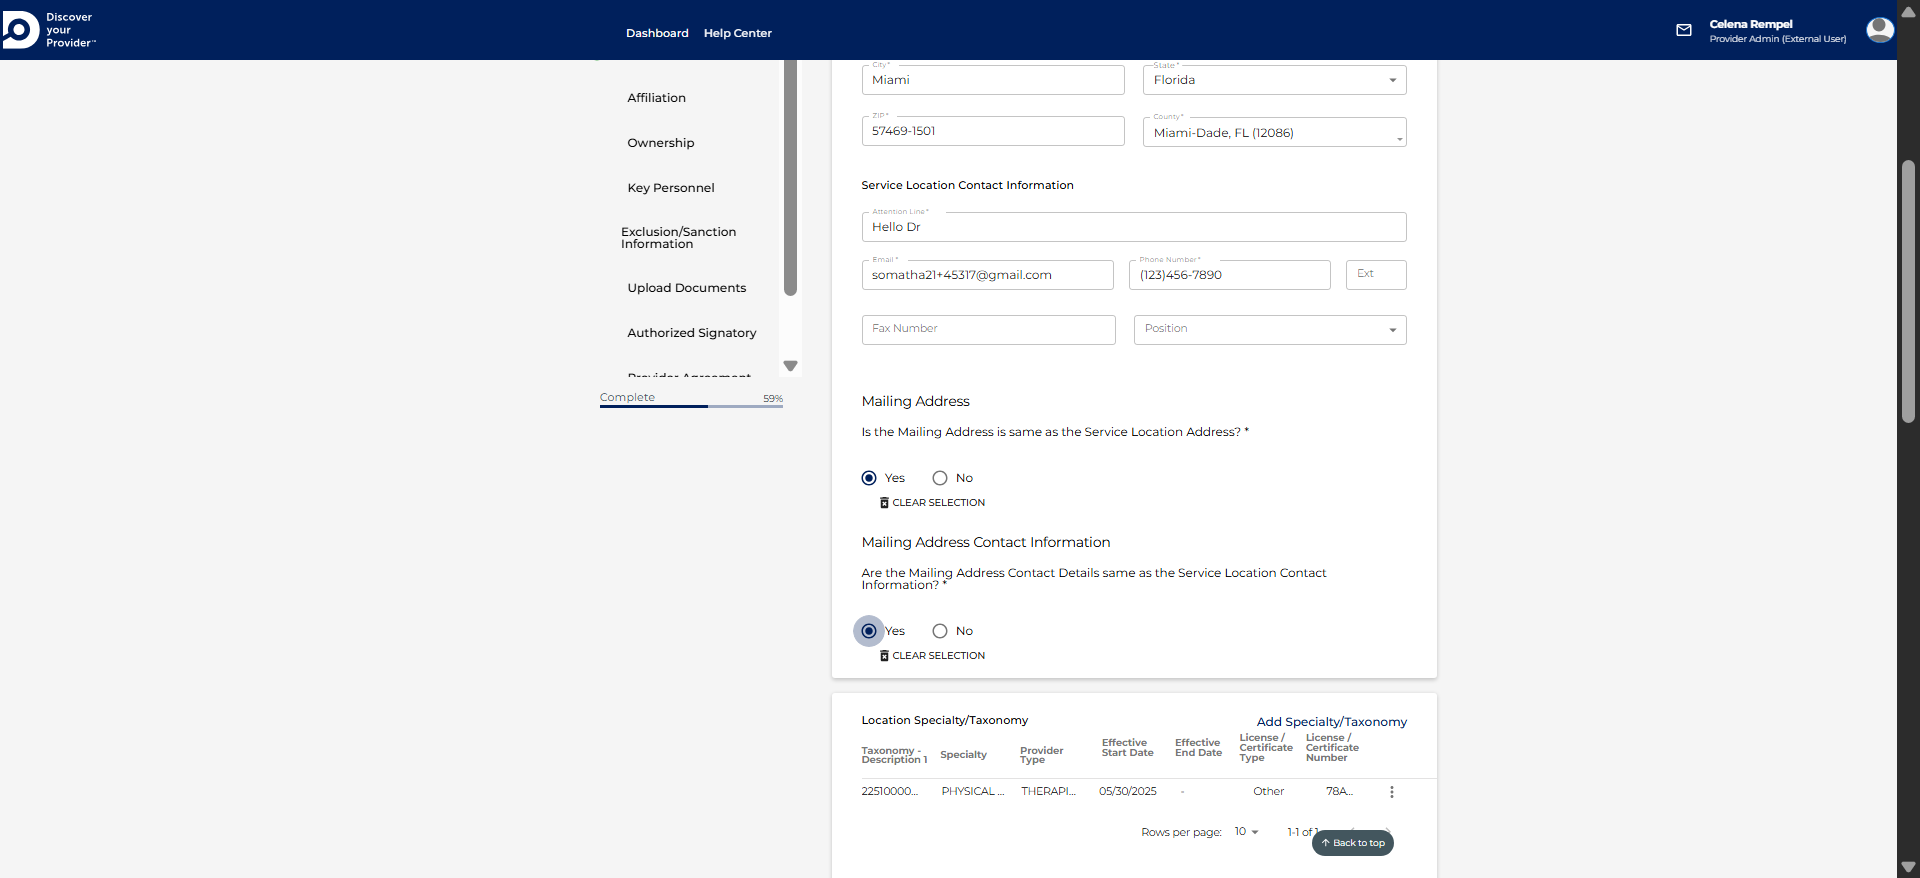 Discover
your
Provider™
Dashboard Help Center
Celena Rempel
Provider Admin (External User)
Affiliation
Ownership
Key Personnel
Exclusion/Sanction
Information
Upload Documents
Authorized Signatory
Provider Agreement
Complete 59%
City* State*
Miami Florida
ZIP* County*
57469-1501 Miami-Dade, FL (12086)
Service Location Contact Information
Attention Line*
Hello Dr
Email* Phone Number*
somatha21+45317@gmail.com (123)456-7890 Ext
Fax Number Position
Mailing Address
Is the Mailing Address is same as the Service Location Address? *
Yes No
CLEAR SELECTION
Mailing Address Contact Information
Are the Mailing Address Contact Details same as the Service Location Contact
Information? *
Yes No
CLEAR SELECTION
Location Specialty/Taxonomy Add Specialty/Taxonomy
Taxonomy -
Description 1
Specialty
Provider
Type
Effective
Start Date
Effective
End Date
License /
Certificate
Type
License /
Certificate
Number
22510000... PHYSICAL ... THERAPI... 05/30/2025 - Other 78A...
Rows per page: 10 1-1 of 1
Back to top